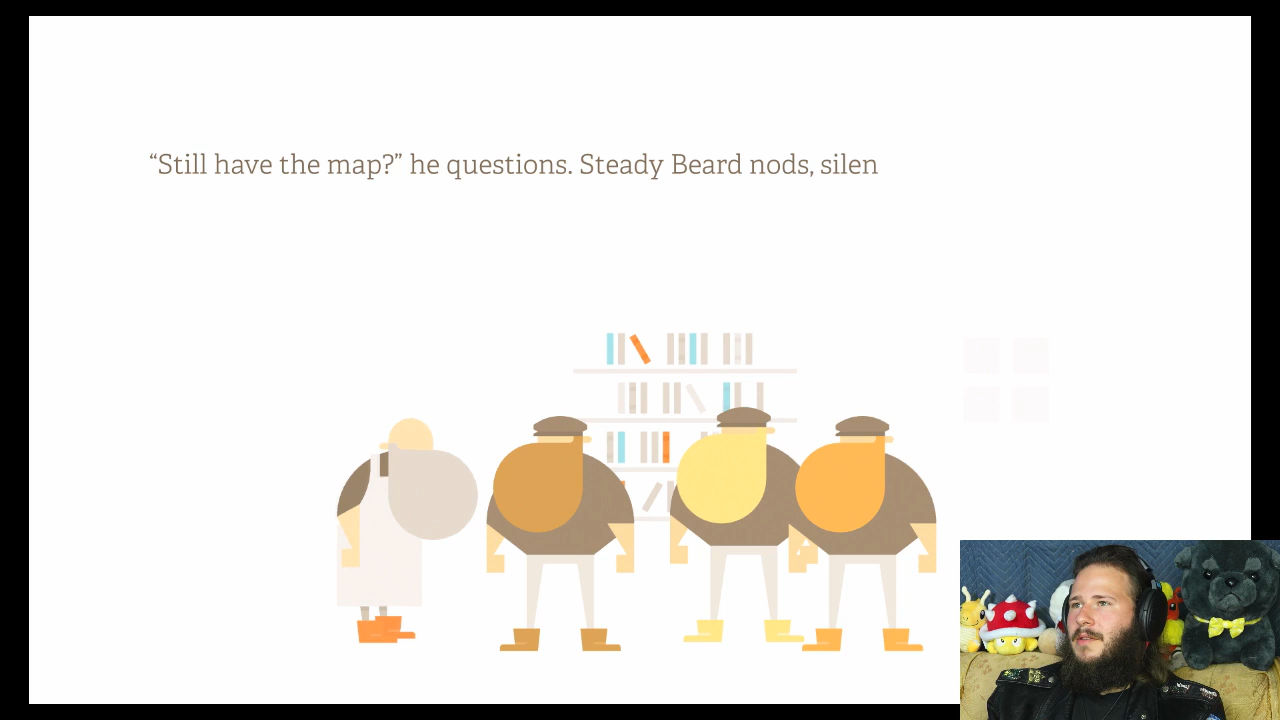 “Still have the map?” he questions. Steady Beard nods, silen